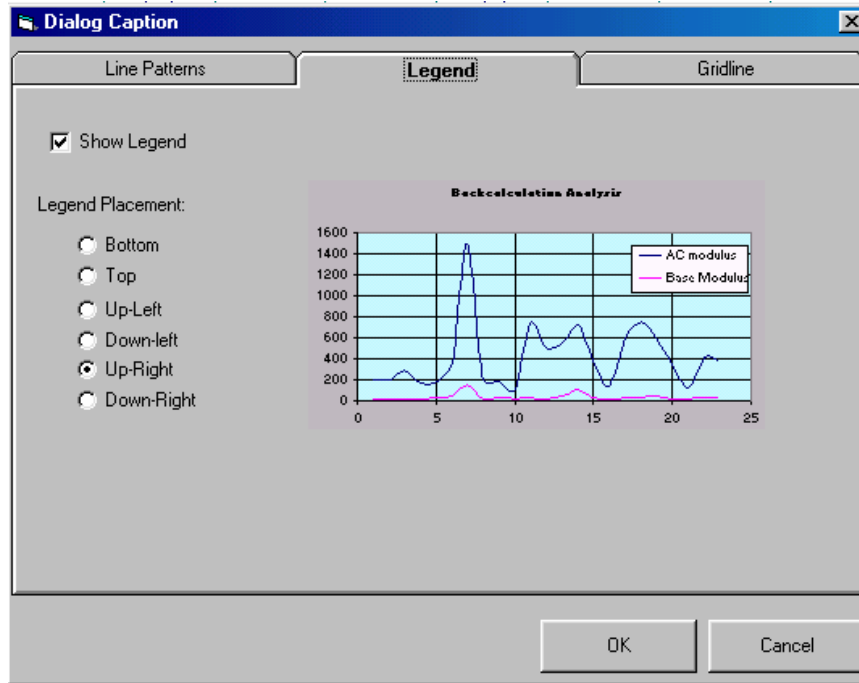 Dialog Caption
Line Patterns
Legend
Gridline
Show Legend
Legend Placement:
Bottom
Top
Up-Left
Down-left
Up-Right
Down-Right
Backcalculation Analysis
1600
1400
1200
1000
800
600
400
200
0
0 5 10 15 20 25
AC modulus
Base Modulus
OK
Cancel